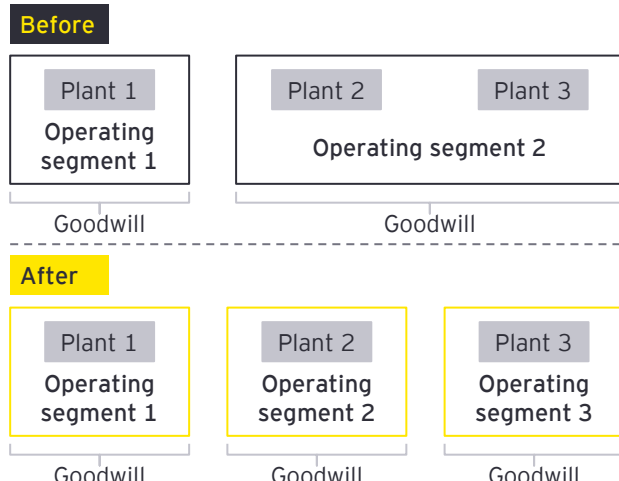 Before
Plant 1
Operating
segment 1
Plant 2 Plant 3
Operating segment 2
Goodwill Goodwill
After
Plant 1 Plant 2 Plant 3
Operating Operating Operating
segment 1 segment 2 segment 3
Goodwill Goodwill Goodwill